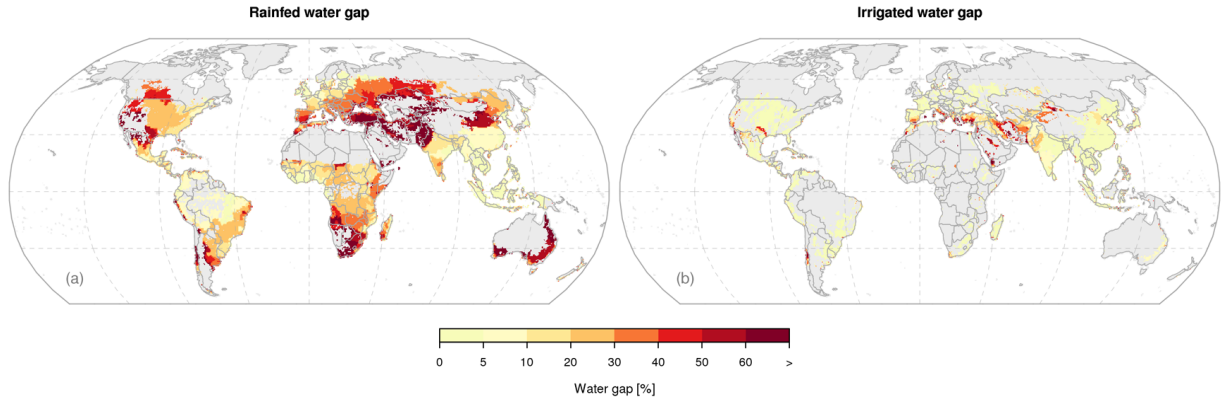 Rainfed water gap
Irrigated water gap
(a)
(b)
0 5 10 20 30 40 50 60 >
Water gap [%]